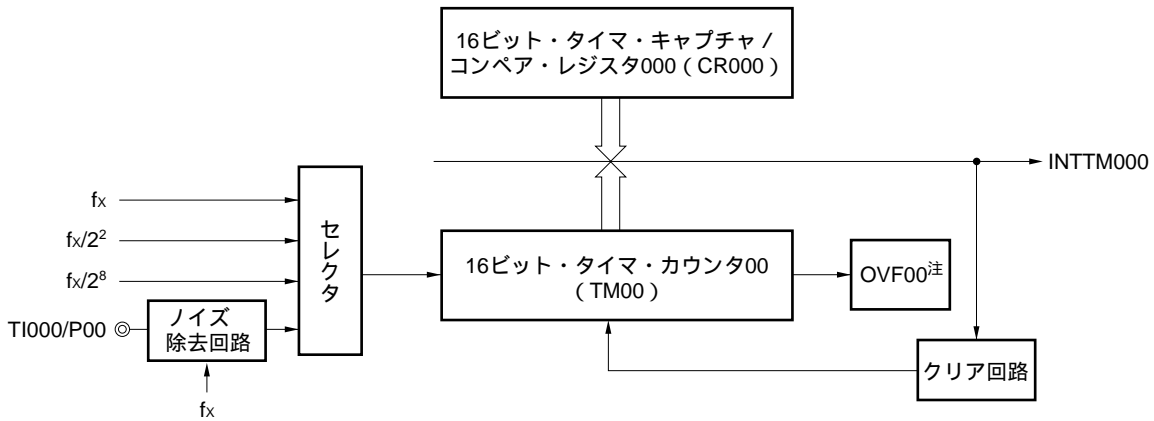 16ビット・タイマ・キャプチャ /
コンペア・レジスタ000 ( CR000 )
INTTM000
fX
fX/2²
fX/2⁸
TI000/P00
ノイズ
除去回路
fX
セレクタ
16ビット・タイマ・カウンタ00
( TM00 )
OVF00注
クリア回路